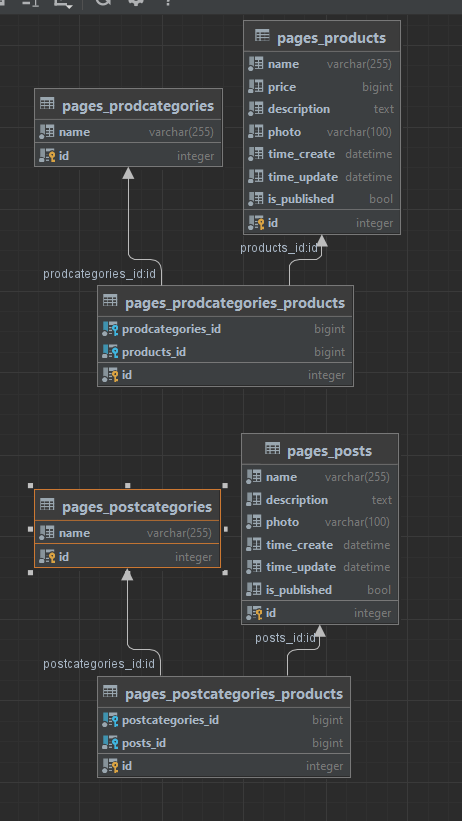 pages_products
name varchar(255)
price bigint
description text
photo varchar(100)
time_create datetime
time_update datetime
is_published bool
id integer
pages_prodcategories
name varchar(255)
id integer
products_id:id
prodcategories_id:id
pages_prodcategories_products
prodcategories_id bigint
products_id bigint
id integer
pages_posts
name varchar(255)
description text
photo varchar(100)
time_create datetime
time_update datetime
is_published bool
id integer
pages_postcategories
name varchar(255)
id integer
posts_id:id
postcategories_id:id
pages_postcategories_products
postcategories_id bigint
posts_id bigint
id integer